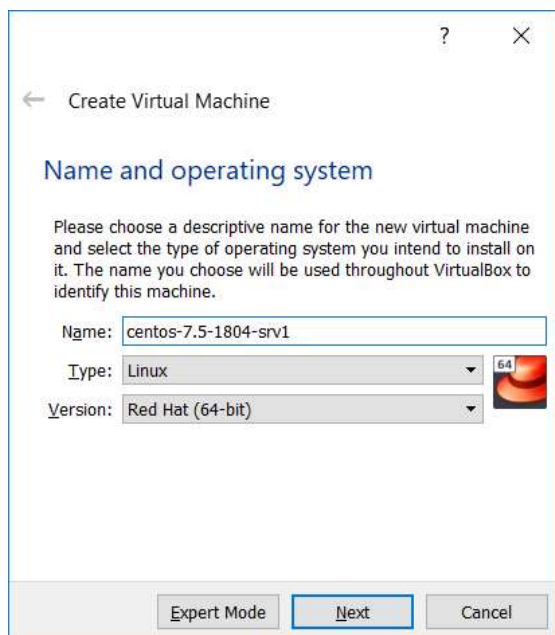 ?
Create Virtual Machine
Name and operating system
Please choose a descriptive name for the new virtual machine
and select the type of operating system you intend to install on
it. The name you choose will be used throughout VirtualBox to
identify this machine.
Name: centos-7.5-1804-srv1
Type: Linux
64
Version: Red Hat (64-bit)
Expert Mode Next Cancel